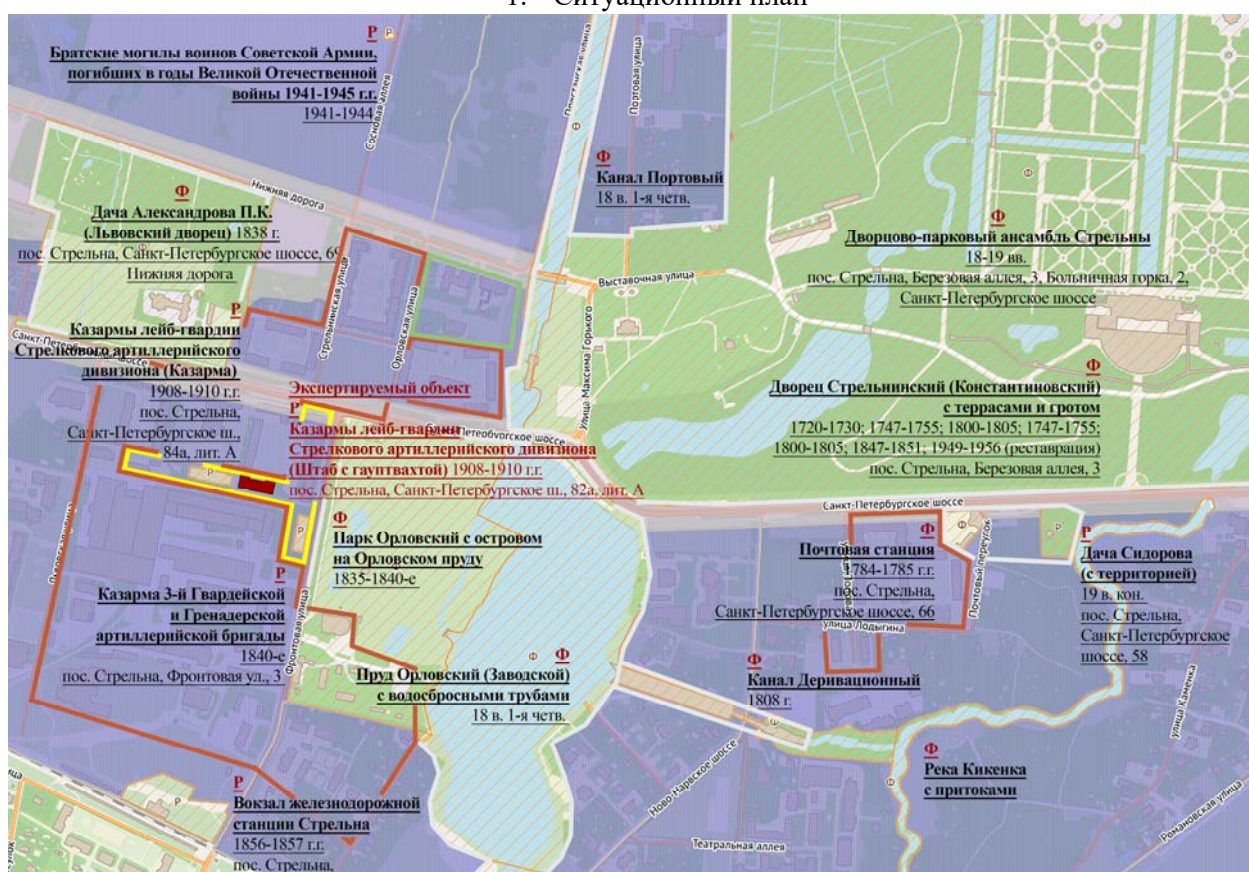 1. Ситуационный план
Р
Братские могилы воинов Советской Армии,
погибших в годы Великой Отечественной
войны 1941-1945 г.г.
1941-1944
Сосновая аллея
Р
Портовая улица
Ф
Канал Портовый
18 в. 1-я четв.
Нижняя дорога
Ф
Дача Александрова П.К.
(Львовский дворец) 1838 г.
пос. Стрельна, Санкт-Петербургское шоссе, 69
Нижняя дорога
Ф
Дворцово-парковый ансамбль Стрельны
18-19 вв.
пос. Стрельна, Березовая аллея, 3, Больничная горка, 2,
Санкт-Петербургское шоссе
Выставочная улица
Стрельнинская улица
Орловская улица
улица Максима Горького
Санкт-Петербургское шоссе
Р
Казармы лейб-гвардии
Стрелкового артиллерийского
дивизиона (Казарма)
1908-1910 г.г.
пос. Стрельна,
Санкт-Петербургское ш.,
84а, лит. А
Экспертируемый объект
Р
Казармы лейб-гвардии
Стрелкового артиллерийского дивизиона
(Штаб с гауптвахтой) 1908-1910 г.г.
пос. Стрельна, Санкт-Петербургское ш., 82а, лит. А
Ф
Дворец Стрельнинский (Константиновский)
с террасами и гротом
1720-1730; 1747-755; 1800-1805; 1747-1755;
1800-1805; 1847-1851; 1949-1956 (реставрация)
пос. Стрельна, Березовая аллея, 3
Санкт-Петербургское шоссе
Р
Р
Ф
Парк Орловский с островом
на Орловском пруду
1835-1840-е
Ф
Почтовая станция
1784-1785 г.г.
пос. Стрельна,
Санкт-Петербургское шоссе, 66
Почтовый переулок
улица Лодыгина
Р
Дача Сидорова
(с территорией)
19 в. кон.
пос. Стрельна,
Санкт-Петербургское
шоссе, 58
Р
Казарма 3-й Гвардейской
и Гренадерской
артиллерийской бригады
1840-е
пос. Стрельна, Фронтовая ул., 3
Фронтовая улица
Ф
Пруд Орловский (Заводской)
с водосбросными трубами
18 в. 1-я четв.
Ф
Канал Деривационный
1808 г.
улица Каменка
Ново-Нарвское шоссе
Ф
Река Кикенка
с притоками
Р
Вокзал железнодорожной
станции Стрельна
1856-1857 г.г.
пос. Стрельна,
Р
Театральная аллея
Романовская улица